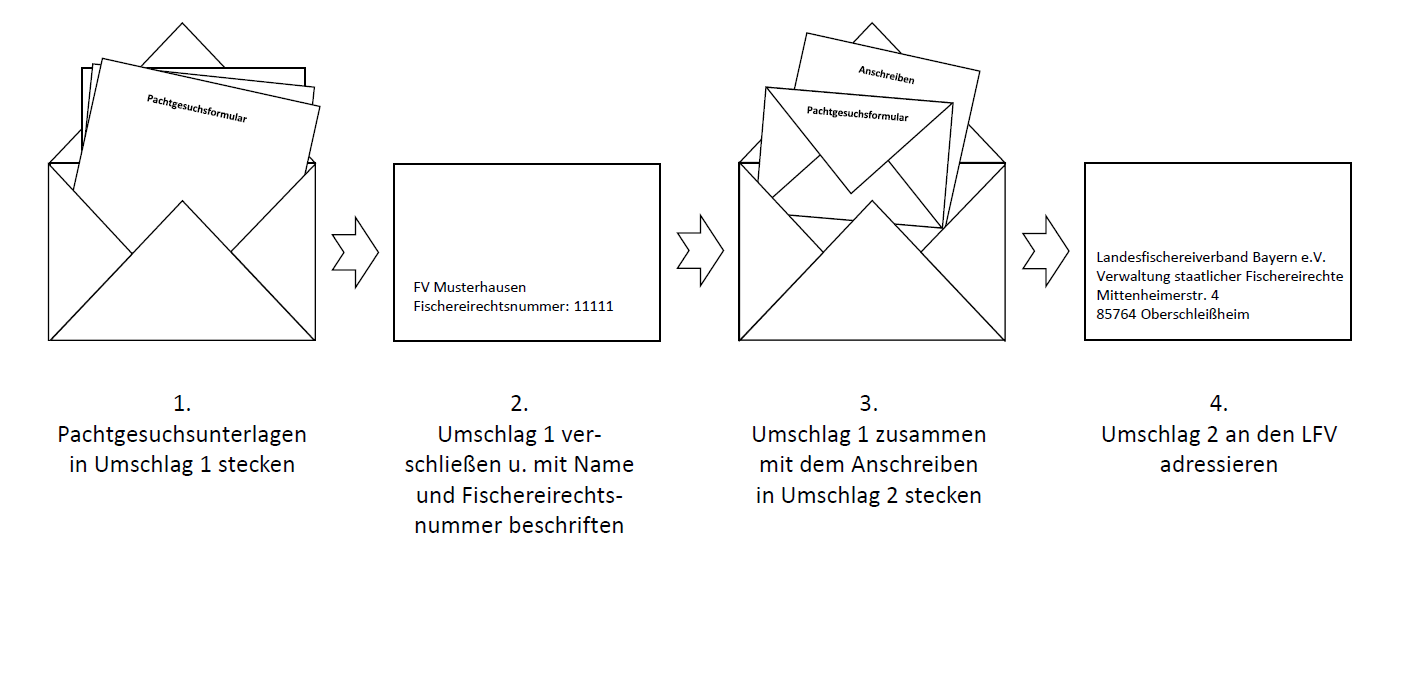 Pachtgesuchsformular
Anschreiben
Pachtgesuchsformular
FV Musterhausen
Fischereirechtsnummer: 11111
Landesfischereiverband Bayern e.V.
Verwaltung staatlicher Fischereirechte
Mittenheimerstr. 4
85764 Oberschleißheim
1.
Pachtgesuchsunterlagen
in Umschlag 1 stecken
2.
Umschlag 1 ver-
schließen u. mit Name
und Fischereirechts-
nummer beschriften
3.
Umschlag 1 zusammen
mit dem Anschreiben
in Umschlag 2 stecken
4.
Umschlag 2 an den LFV
adressieren